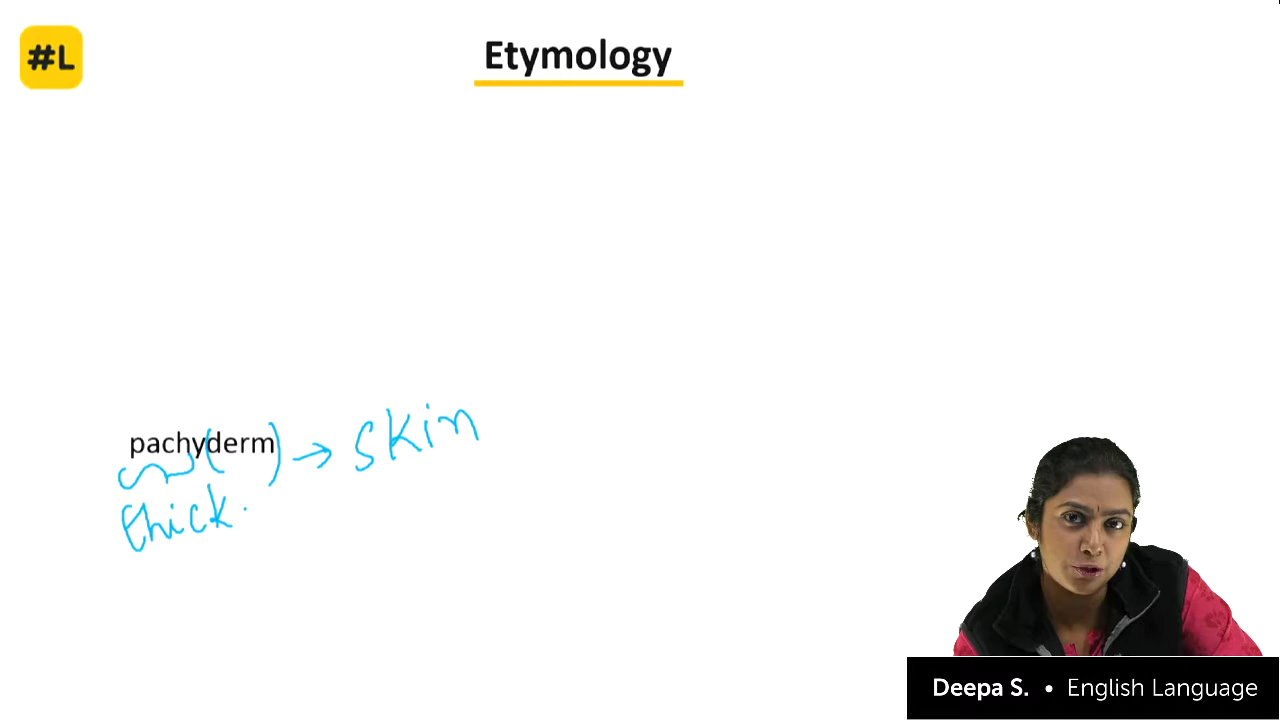 #L
Etymology
pachyderm) → skin
thick.
Deepa S. • English Language